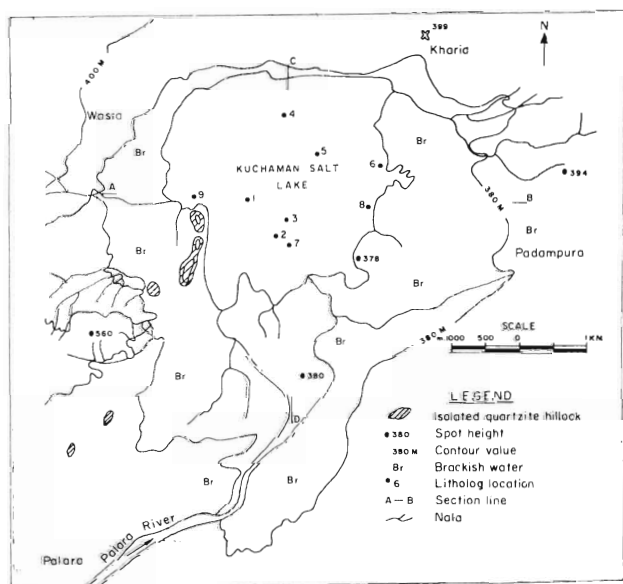 399
Kharia
N
400 M
C
Wasia
4
Br
5
KUCHAMAN SALT
LAKE
6
Br
394
A
9
1
8
380 M
B
3
Br
2
7
Padampura
378
Br
Br
SCALE
m.1000 500 0 1 KM
560
Br
380 M
380
Br
LEGEND
Isolated quartzite hillock
D
380 Spot height
380 M Contour value
Br Brackish water
6 Litholog location
A — B Section line
Nala
Br
Br
Palara River
Palara